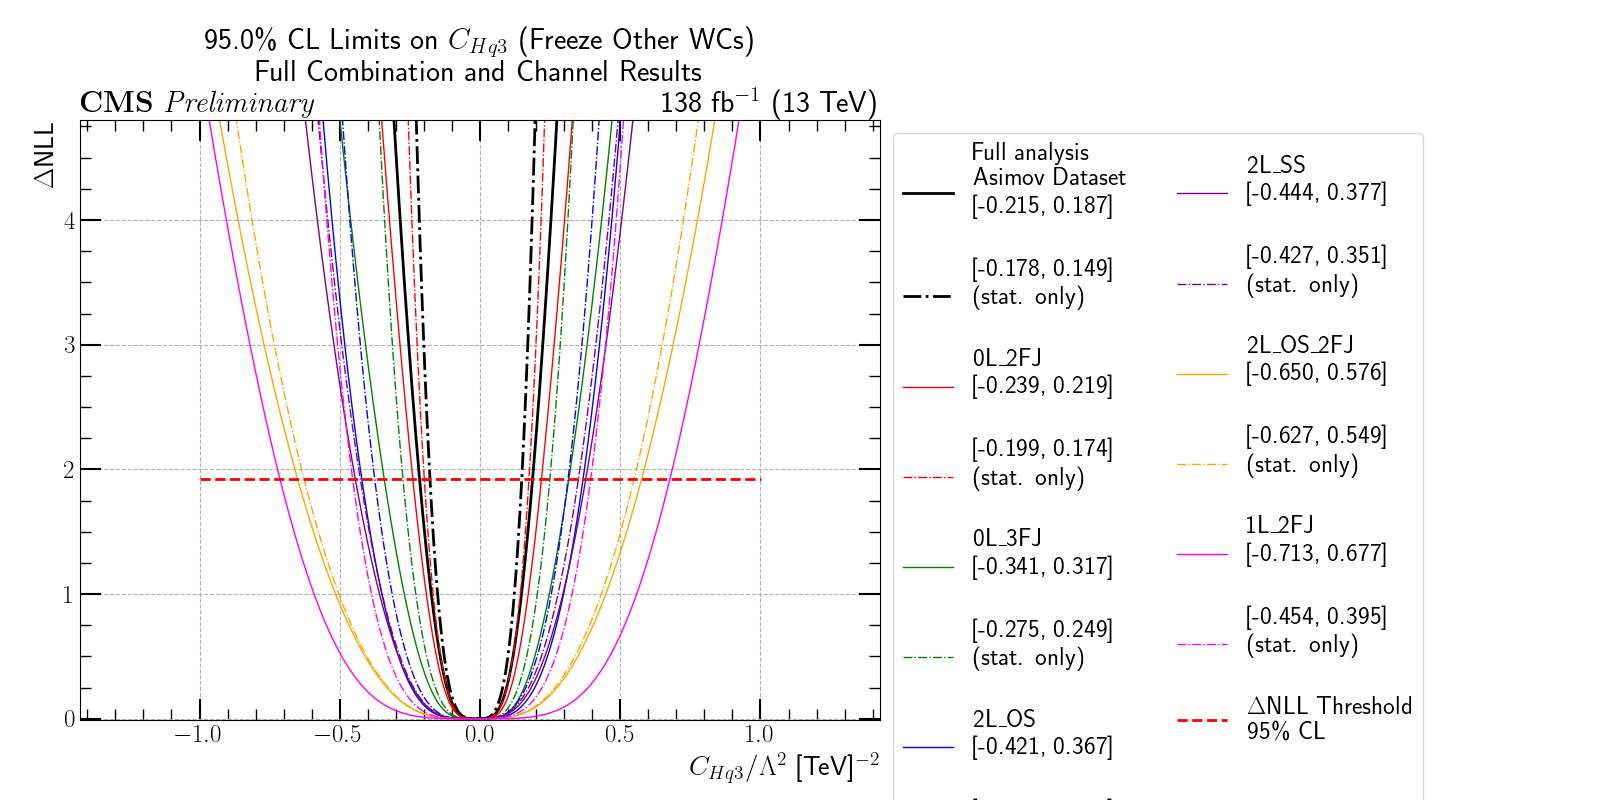 95.0% CL Limits on C_{Hq3} (Freeze Other WCs)
Full Combination and Channel Results
CMS Preliminary
138 fb^{-1} (13 TeV)
ΔNLL
4
3
2
1
0
−1.0
−0.5
0.0
0.5
1.0
C_{Hq3}/Λ^2 [TeV]^{-2}
Full analysis
Asimov Dataset
[-0.215, 0.187]
[-0.178, 0.149]
(stat. only)
0L_2FJ
[-0.239, 0.219]
[-0.199, 0.174]
(stat. only)
0L_3FJ
[-0.341, 0.317]
[-0.275, 0.249]
(stat. only)
2L_OS
[-0.421, 0.367]
2L_SS
[-0.444, 0.377]
[-0.427, 0.351]
(stat. only)
2L_OS_2FJ
[-0.650, 0.576]
[-0.627, 0.549]
(stat. only)
1L_2FJ
[-0.713, 0.677]
[-0.454, 0.395]
(stat. only)
ΔNLL Threshold
95% CL